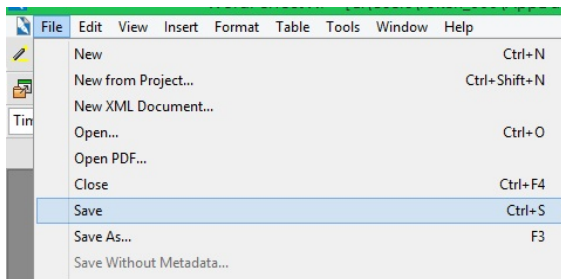 File Edit View Insert Format Table Tools Window Help
New Ctrl+N
New from Project... Ctrl+Shift+N
New XML Document...
Tim
Open... Ctrl+O
Open PDF...
Close Ctrl+F4
Save Ctrl+S
Save As... F3
Save Without Metadata...